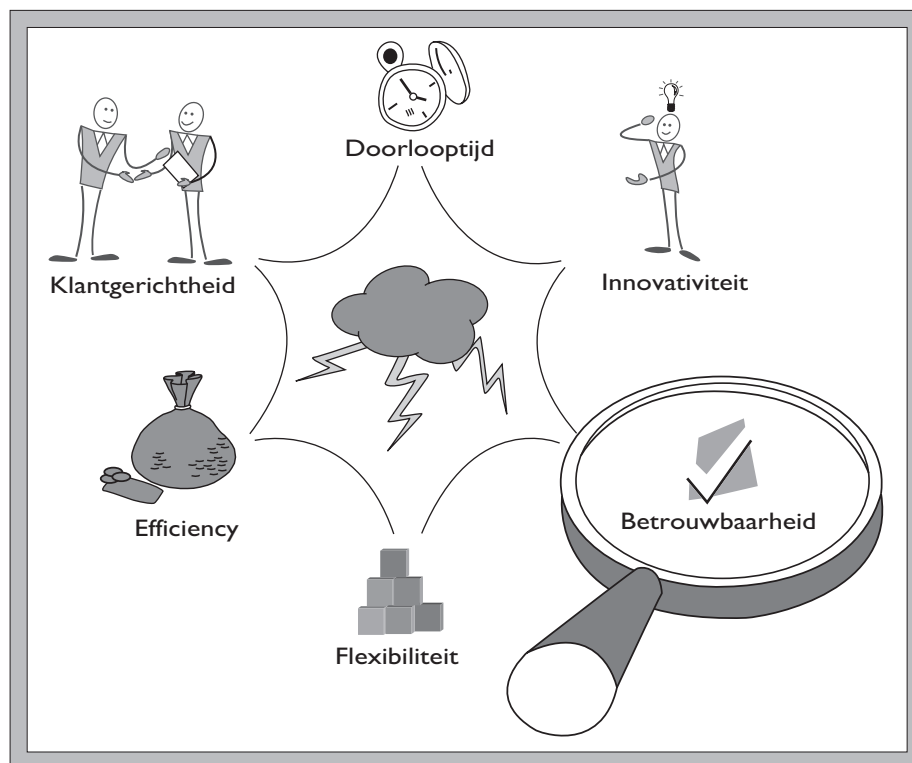 Doorlooptijd
Klantgerichtheid
Innovativiteit
Efficiency
Betrouwbaarheid
Flexibiliteit